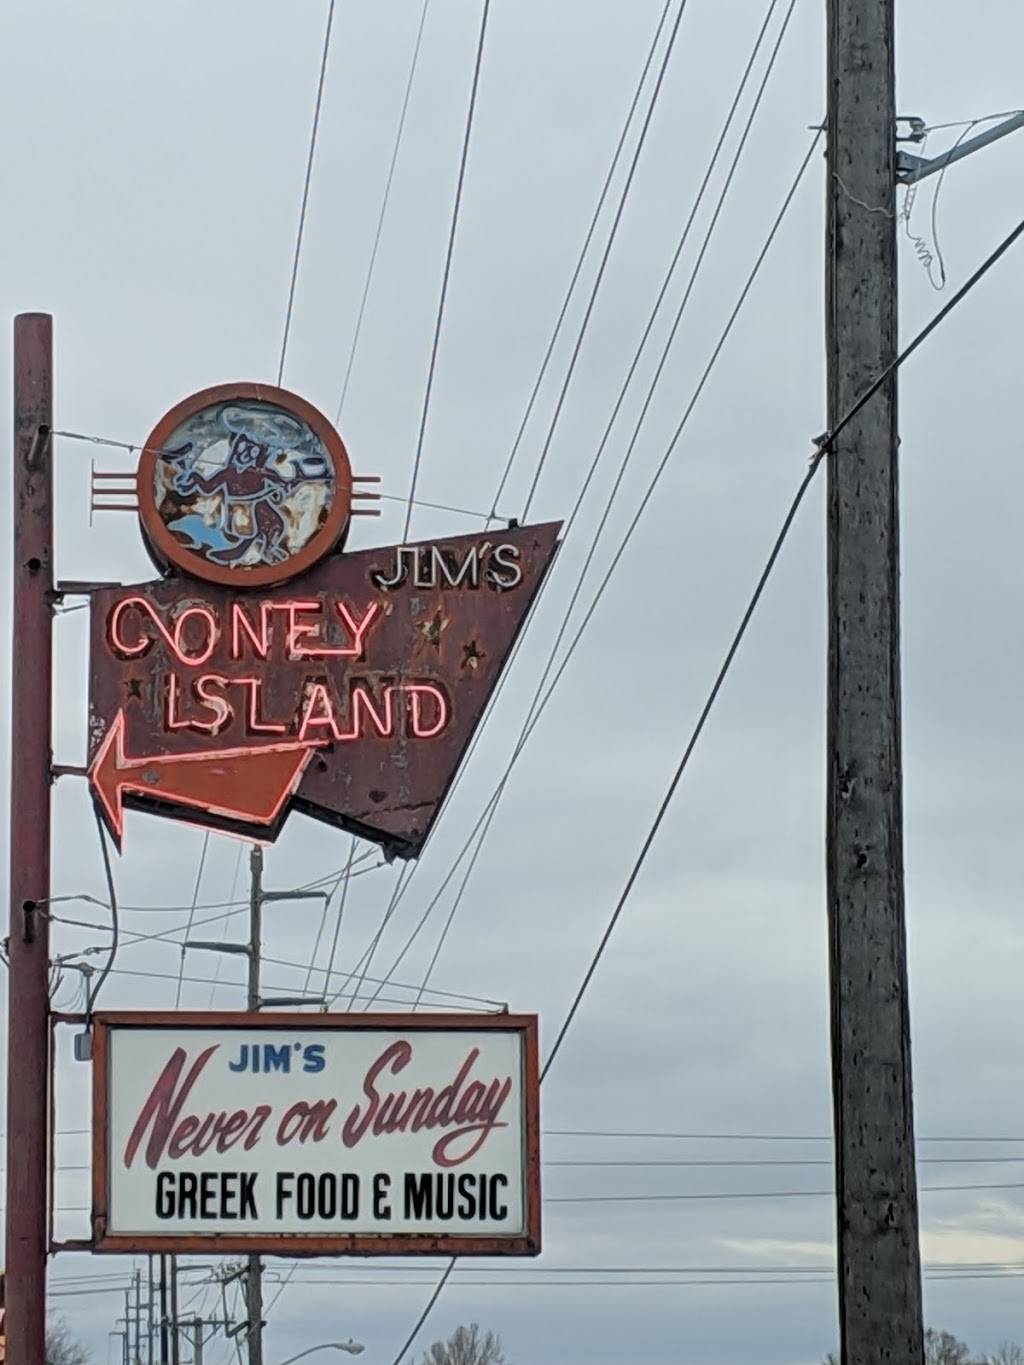 JIM'S
CONEY
ISLAND
JIM'S
Never on Sunday
GREEK FOOD & MUSIC